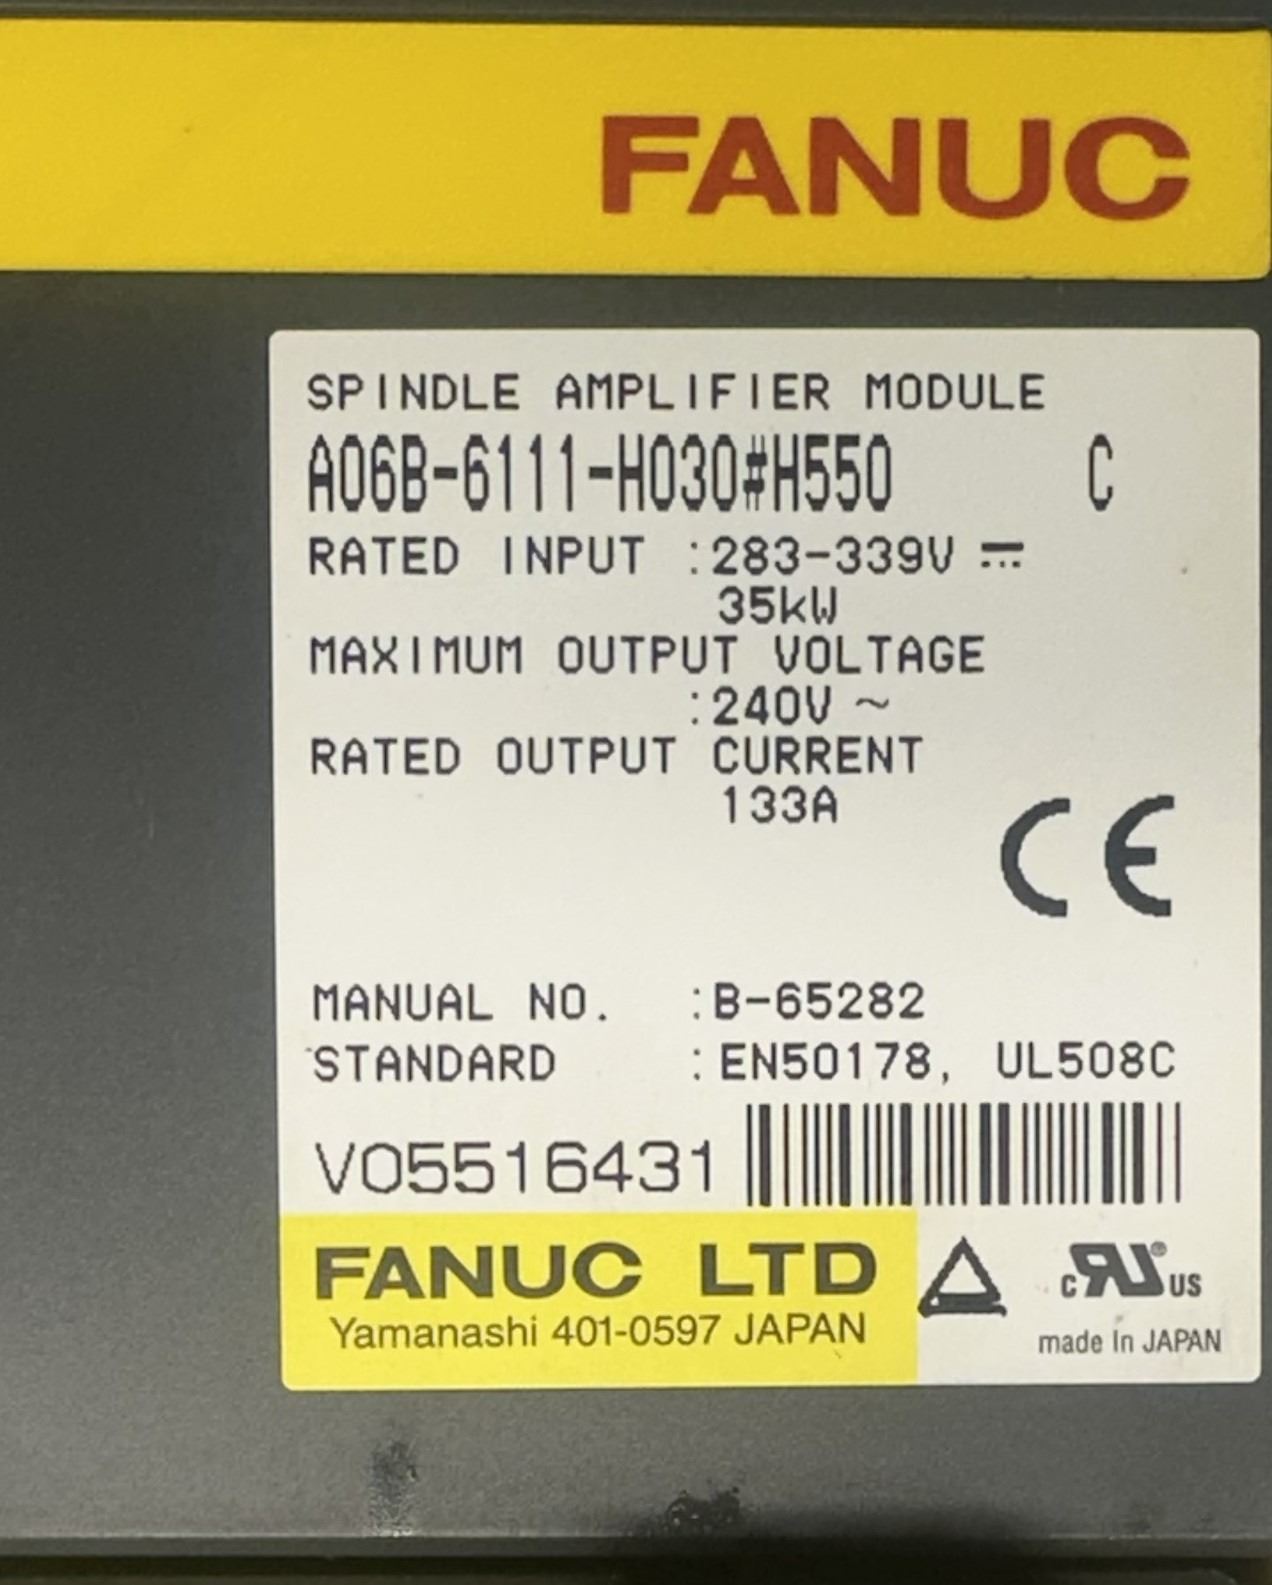 FANUC
SPINDLE AMPLIFIER MODULE
A06B-6111-H030#H550 C
RATED INPUT :283-339V ⎓
35kW
MAXIMUM OUTPUT VOLTAGE
:240V ~
RATED OUTPUT CURRENT
133A
CE
MANUAL NO. :B-65282
STANDARD :EN50178, UL508C
V05516431
FANUC LTD
Yamanashi 401-0597 JAPAN
c RU ® US
made In JAPAN